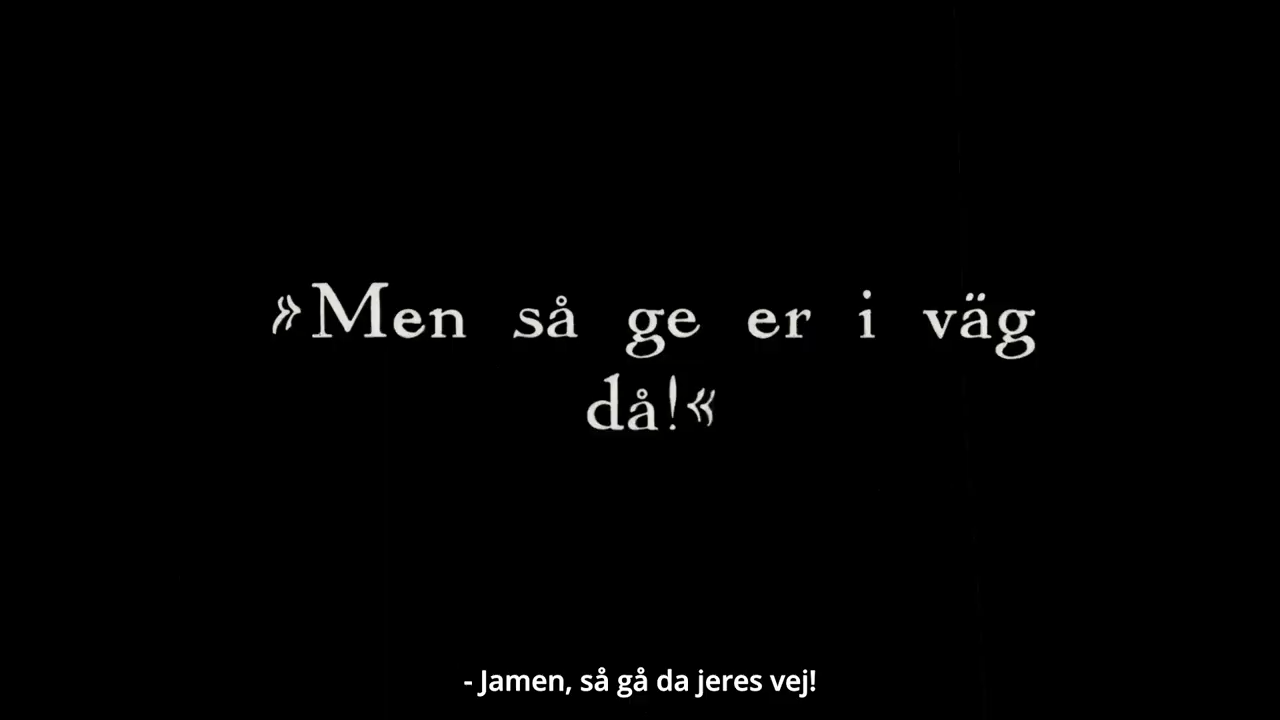 »Men så ge er i väg
då!«
- Jamen, så gå da jeres vej!